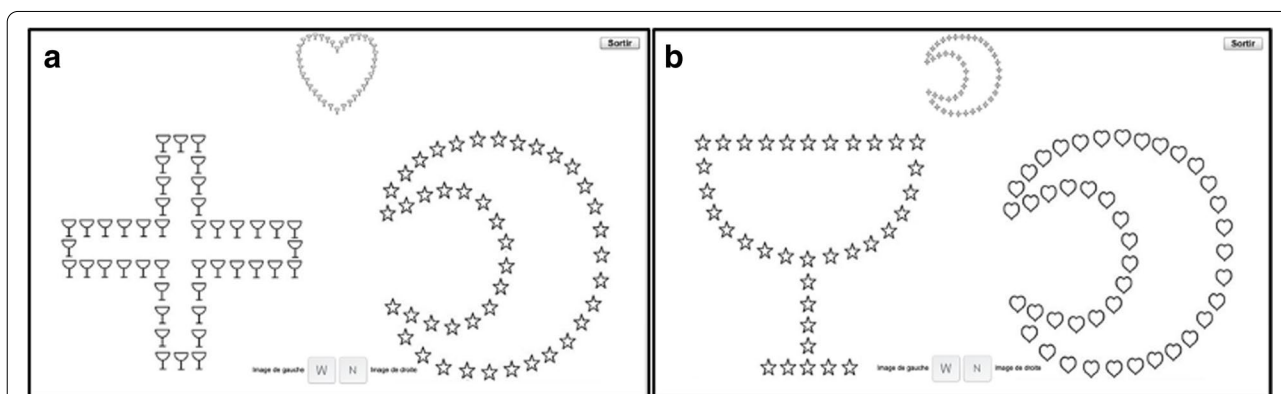 a
Sortir
Image de gauche W N Image de droite
b
Sortir
Image de gauche W N Image de droite